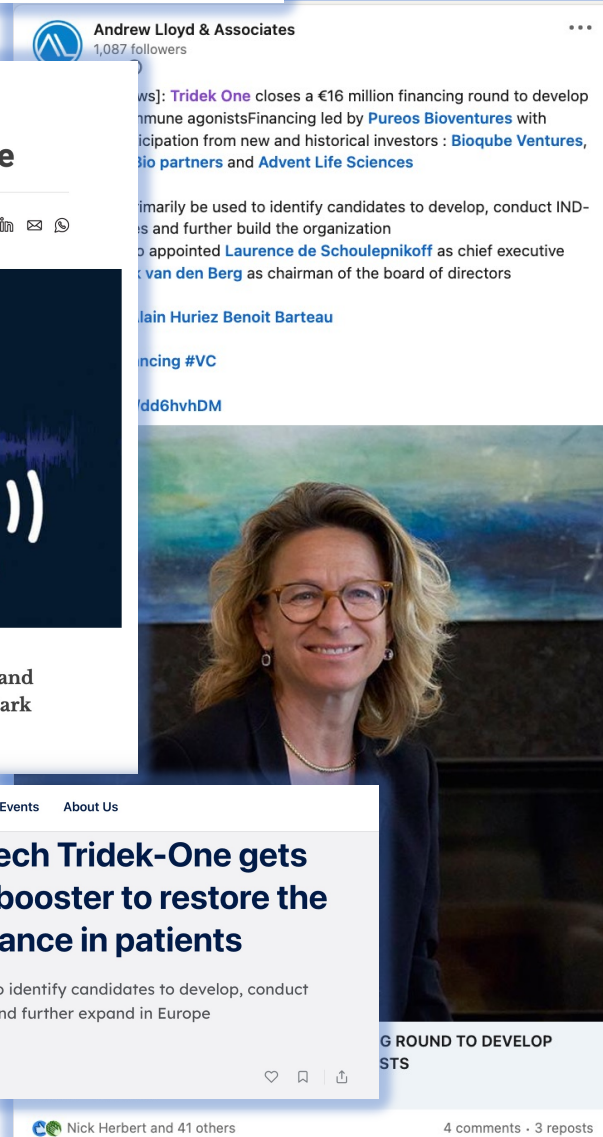 Andrew Lloyd & Associates
1,087 followers
ws]: Tridek One closes a €16 million financing round to develop
mmune agonistsFinancing led by Pureos Bioventures with
icipation from new and historical investors : Bioqube Ventures,
Bio partners and Advent Life Sciences
rimarily be used to identify candidates to develop, conduct IND-
es and further build the organization
o appointed Laurence de Schoulepnikoff as chief executive
k van den Berg as chairman of the board of directors
lain Huriez Benoit Barteau
ncing #VC
/dd6hvhDM
e
in
and
ark
Events About Us
ech Tridek-One gets
booster to restore the
ance in patients
o identify candidates to develop, conduct
nd further expand in Europe
G ROUND TO DEVELOP
STS
Nick Herbert and 41 others
4 comments · 3 reposts